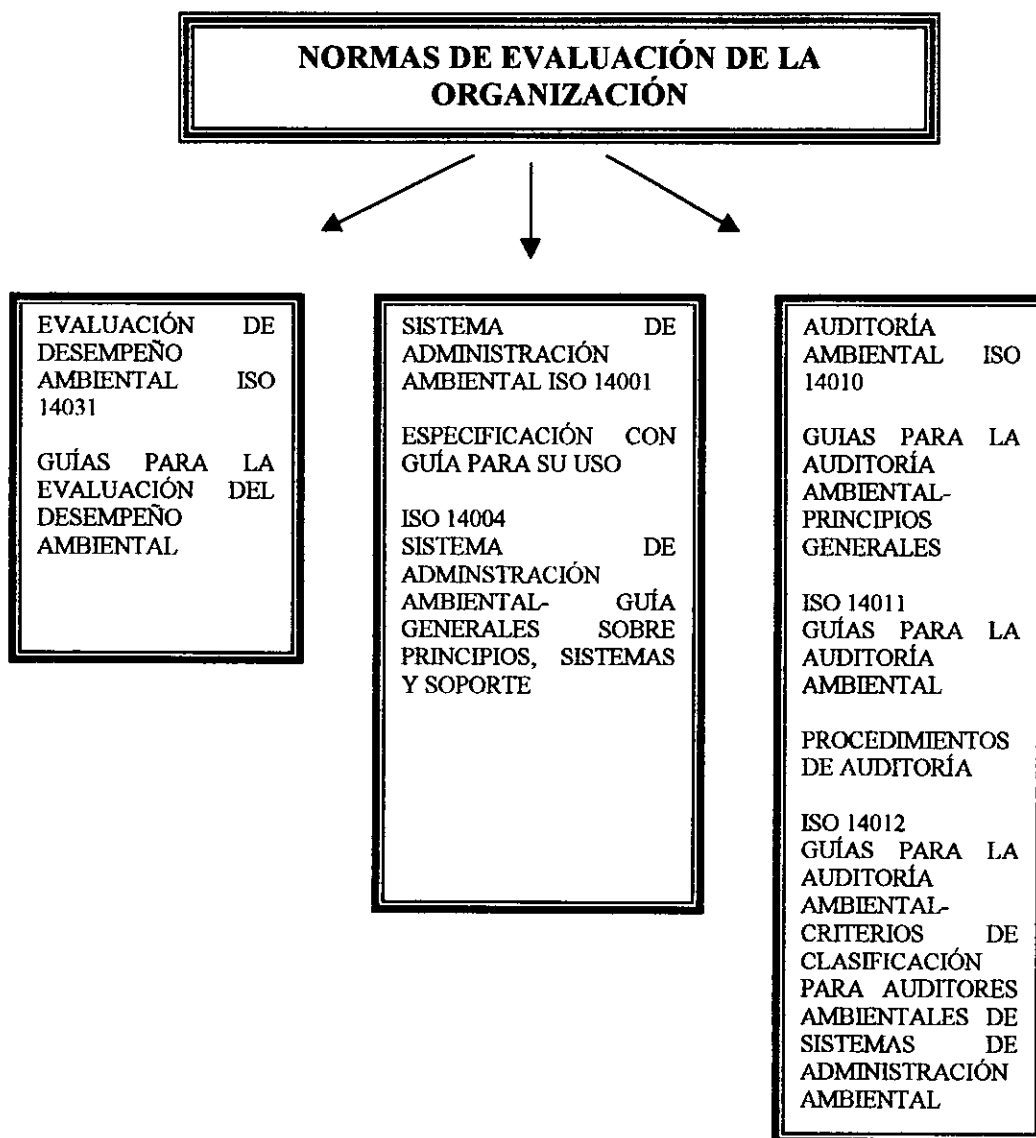 NORMAS DE EVALUACIÓN DE LA
ORGANIZACIÓN
EVALUACIÓN DE
DESEMPEÑO
AMBIENTAL ISO
14031
GUÍAS PARA LA
EVALUACIÓN DEL
DESEMPEÑO
AMBIENTAL
SISTEMA DE
ADMINISTRACIÓN
AMBIENTAL ISO 14001
ESPECIFICACIÓN CON
GUÍA PARA SU USO
ISO 14004
SISTEMA DE
ADMINSTRACIÓN
AMBIENTAL- GUÍA
GENERALES SOBRE
PRINCIPIOS, SISTEMAS
Y SOPORTE
AUDITORÍA
AMBIENTAL ISO
14010
GUIAS PARA LA
AUDITORÍA
AMBIENTAL-
PRINCIPIOS
GENERALES
ISO 14011
GUÍAS PARA LA
AUDITORÍA
AMBIENTAL
PROCEDIMIENTOS
DE AUDITORÍA
ISO 14012
GUÍAS PARA LA
AUDITORÍA
AMBIENTAL-
CRITERIOS DE
CLASIFICACIÓN
PARA AUDITORES
AMBIENTALES DE
SISTEMAS DE
ADMINISTRACIÓN
AMBIENTAL